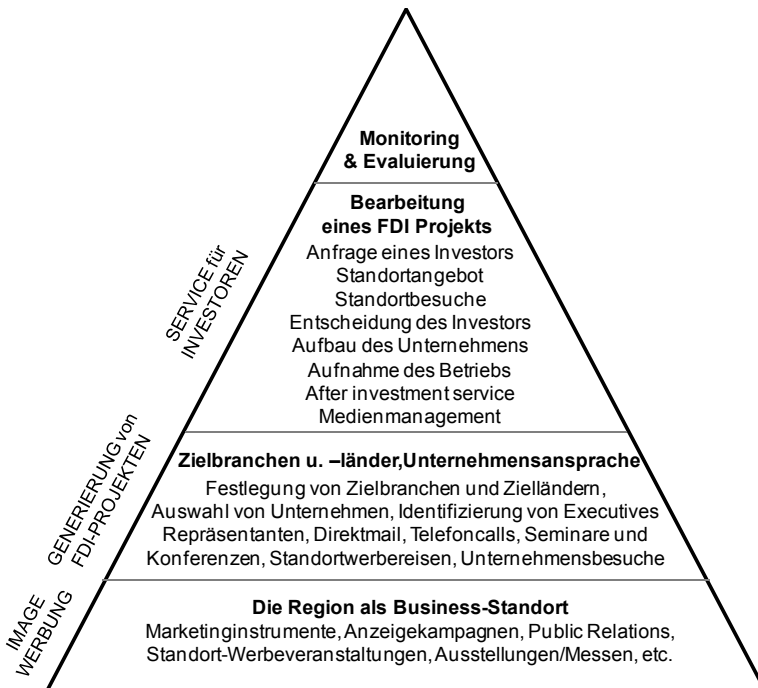 Monitoring
& Evaluierung
Bearbeitung
eines FDI Projekts
Anfrage eines Investors
Standortangebot
Standortbesuche
Entscheidung des Investors
Aufbau des Unternehmens
Aufnahme des Betriebs
After investment service
Medienmanagement
SERVICE für
INVESTOREN
Zielbranchen u. –länder,Unternehmensansprache
Festlegung von Zielbranchen und Zielländern,
Auswahl von Unternehmen, Identifizierung von Executives
Repräsentanten, Direktmail, Telefoncalls, Seminare und
Konferenzen, Standortwerbereisen, Unternehmensbesuche
GENERIERUNG von
FDI-PROJEKTEN
Die Region als Business-Standort
Marketinginstrumente, Anzeigekampagnen, Public Relations,
Standort-Werbeveranstaltungen, Ausstellungen/Messen, etc.
IMAGE
WERBUNG